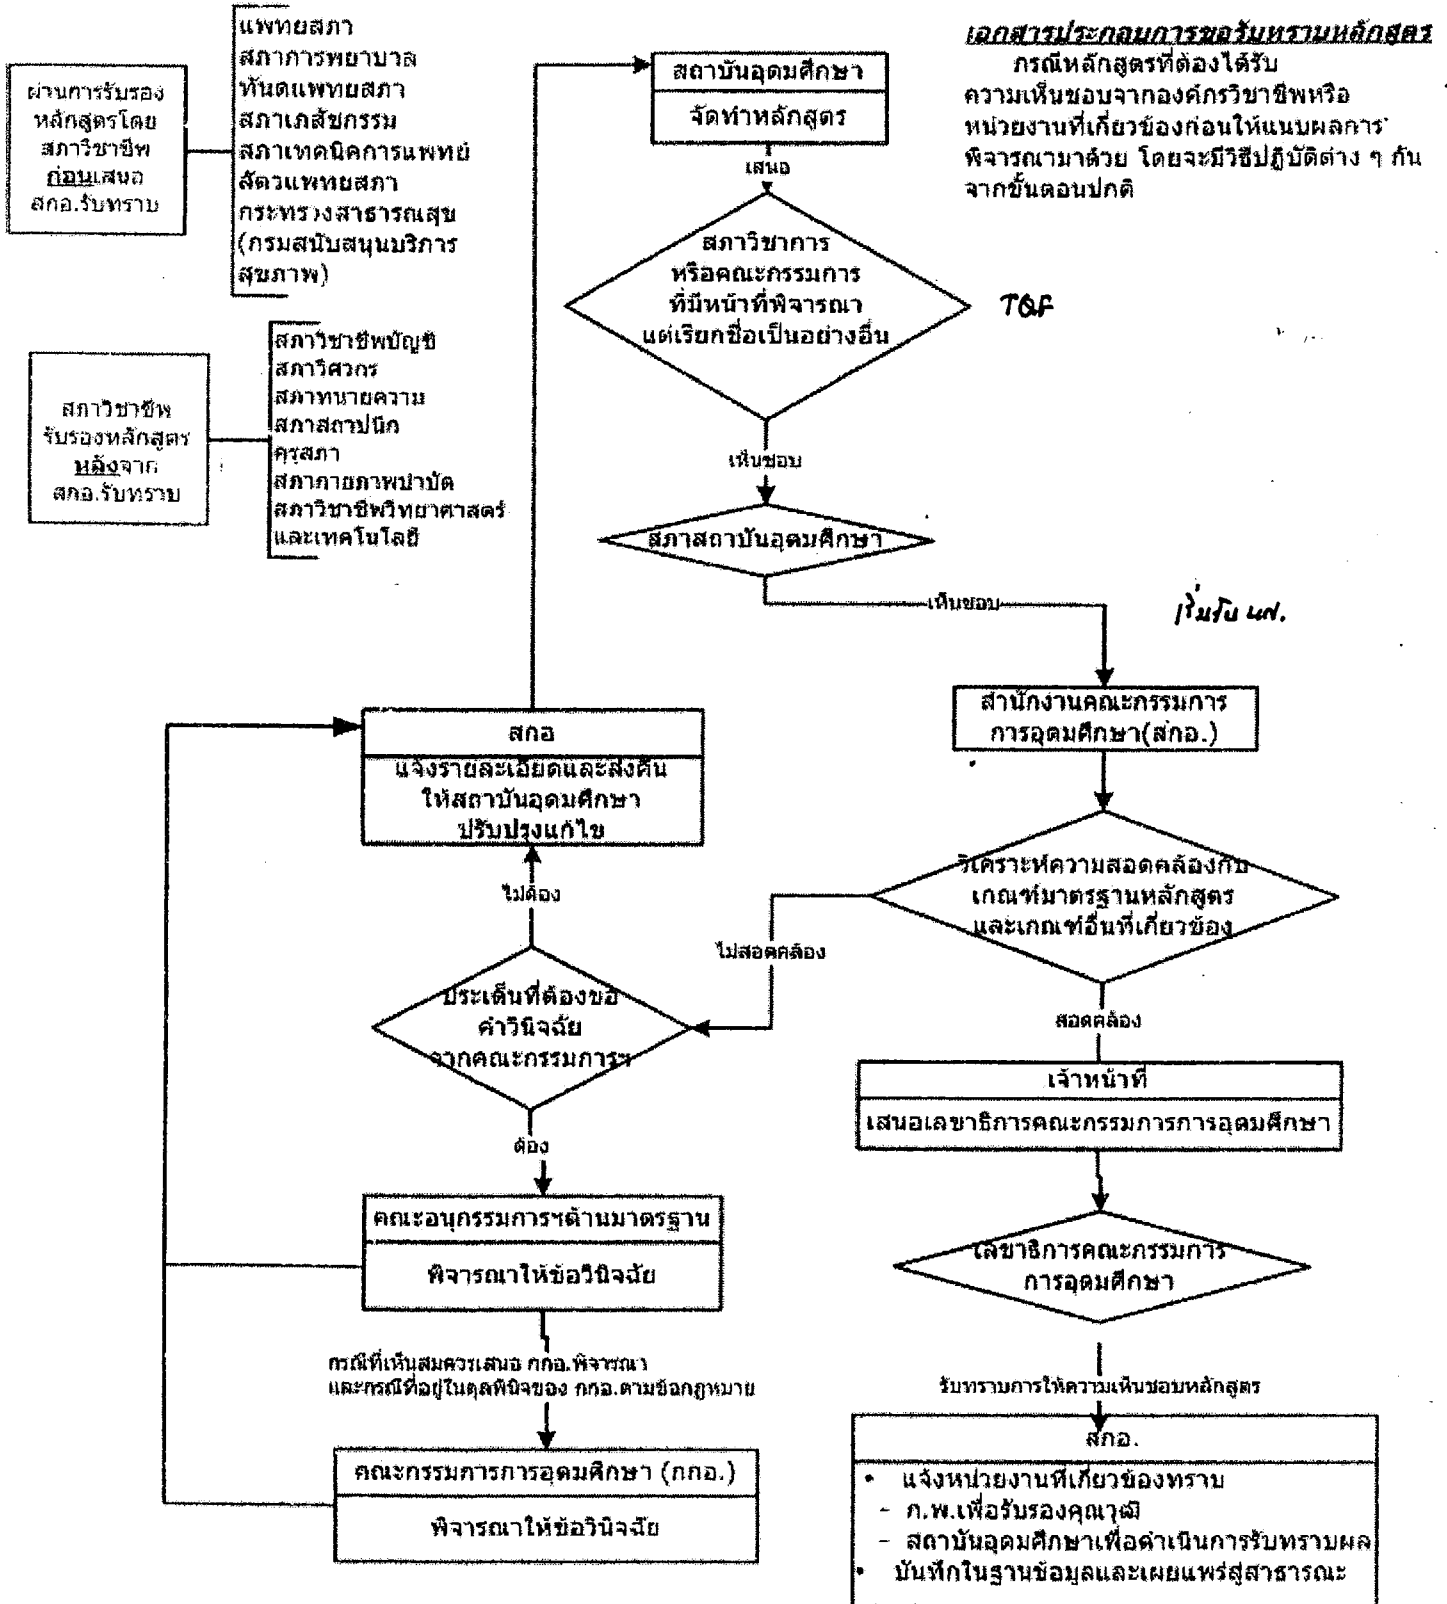 ผ่านการรับรอง
หลักสูตรโดย
สภาวิชาชีพ
ก่อนเสนอ
สกอ.รับทราบ
แพทยสภา
สภาการพยาบาล
ทันตแพทยสภา
สภาเภสัชกรรม
สภาเทคนิคการแพทย์
สัตวแพทยสภา
กระทรวงสาธารณสุข
(กรมสนับสนุนบริการ
สุขภาพ)
สภาวิชาชีพ
รับรองหลักสูตร
หลังจาก
สกอ.รับทราบ
สภาวิชาชีพบัญชี
สภาวิศวกร
สภาทนายความ
สภาสถาปนิก
คุรุสภา
สภากายภาพบำบัด
สภาวิชาชีพวิทยาศาสตร์
และเทคโนโลยี
เอกสารประกอบการขอรับทราบหลักสูตร
กรณีหลักสูตรที่ต้องได้รับ
ความเห็นชอบจากองค์กรวิชาชีพหรือ
หน่วยงานที่เกี่ยวข้องก่อนให้แนบผลการ
พิจารณามาด้วย โดยจะมีวิธีปฏิบัติต่าง ๆ กัน
จากขั้นตอนปกติ
สถาบันอุดมศึกษา
จัดทำหลักสูตร
เสนอ
สภาวิชาการ
หรือคณะกรรมการ
ที่มีหน้าที่พิจารณา
แต่เรียกชื่อเป็นอย่างอื่น
TQF
เห็นชอบ
สภาสถาบันอุดมศึกษา
เห็นชอบ
เริ่มรับ นศ.
สำนักงานคณะกรรมการ
การอุดมศึกษา(สกอ.)
สกอ
แจ้งรายละเอียดและส่งคืน
ให้สถาบันอุดมศึกษา
ปรับปรุงแก้ไข
วิเคราะห์ความสอดคล้องกับ
เกณฑ์มาตรฐานหลักสูตร
และเกณฑ์อื่นที่เกี่ยวข้อง
ไม่ต้อง
ไม่สอดคล้อง
ประเด็นที่ต้องขอ
คำวินิจฉัย
จากคณะกรรมการฯ
สอดคล้อง
เจ้าหน้าที่
เสนอเลขาธิการคณะกรรมการการอุดมศึกษา
ต้อง
คณะอนุกรรมการฯด้านมาตรฐาน
พิจารณาให้ข้อวินิจฉัย
เลขาธิการคณะกรรมการ
การอุดมศึกษา
กรณีที่เห็นสมควรเสนอ กกอ.พิจารณา
และกรณีที่อยู่ในดุลพินิจของ กกอ.ตามข้อกฎหมาย
รับทราบการให้ความเห็นชอบหลักสูตร
คณะกรรมการการอุดมศึกษา (กกอ.)
พิจารณาให้ข้อวินิจฉัย
สกอ.
• แจ้งหน่วยงานที่เกี่ยวข้องทราบ
- ก.พ.เพื่อรับรองคุณวุฒิ
- สถาบันอุดมศึกษาเพื่อดำเนินการรับทราบผล
• บันทึกในฐานข้อมูลและเผยแพร่สู่สาธารณะ